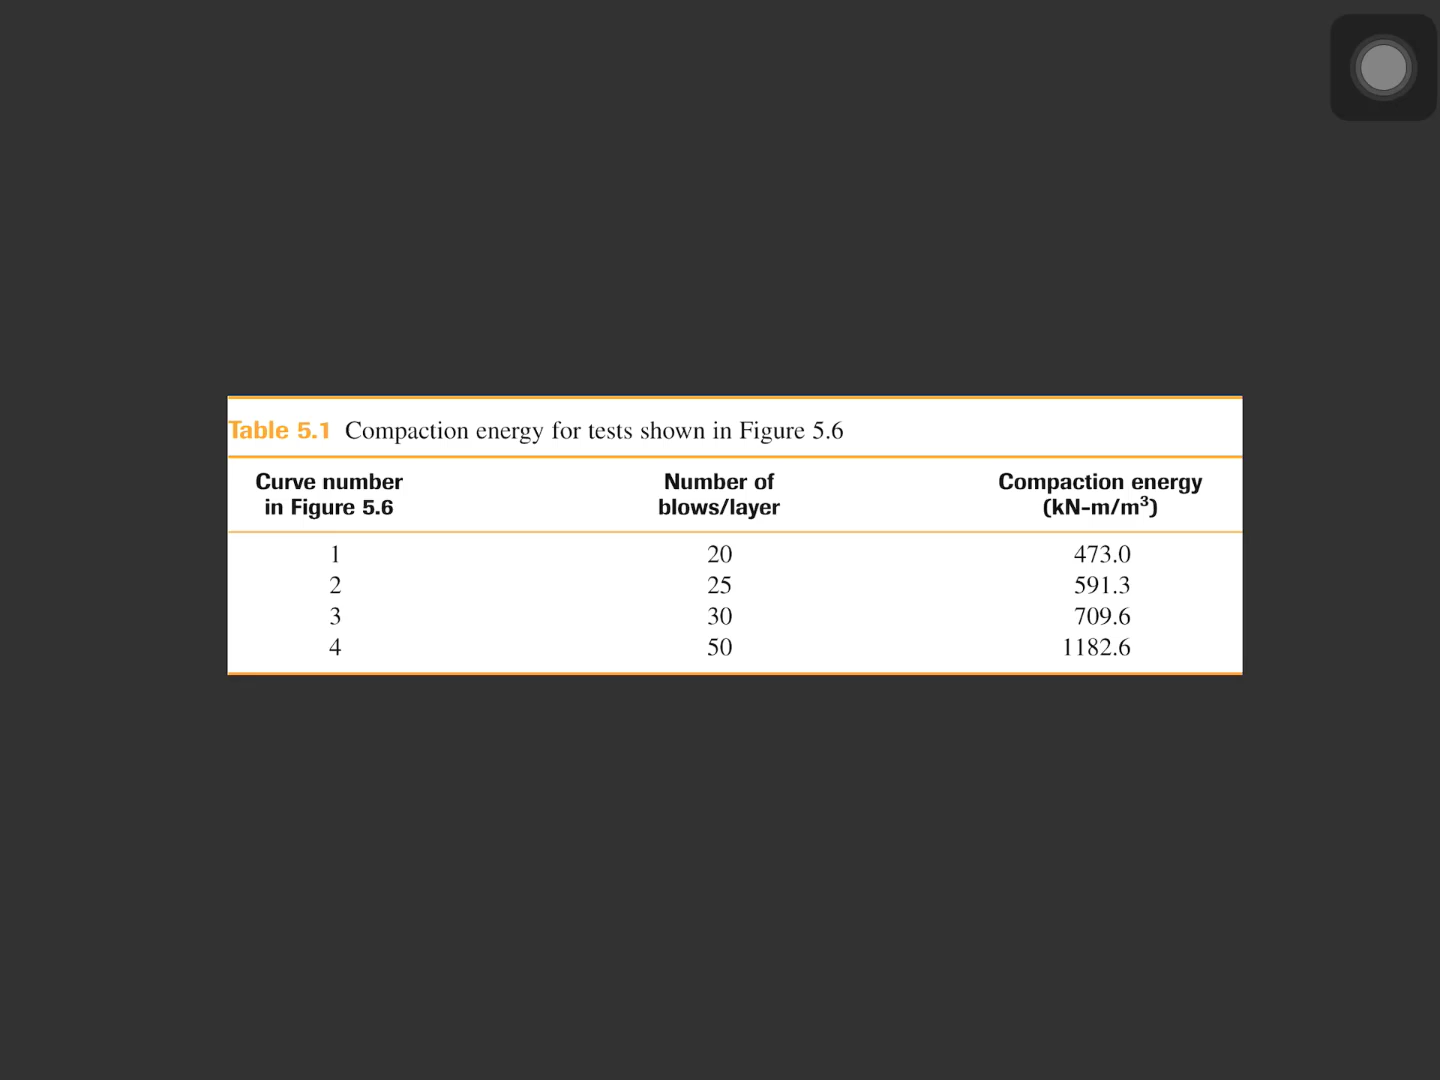 Table 5.1 Compaction energy for tests shown in Figure 5.6
Curve number Number of Compaction energy
in Figure 5.6 blows/layer (kN-m/m³)
1 20 473.0
2 25 591.3
3 30 709.6
4 50 1182.6